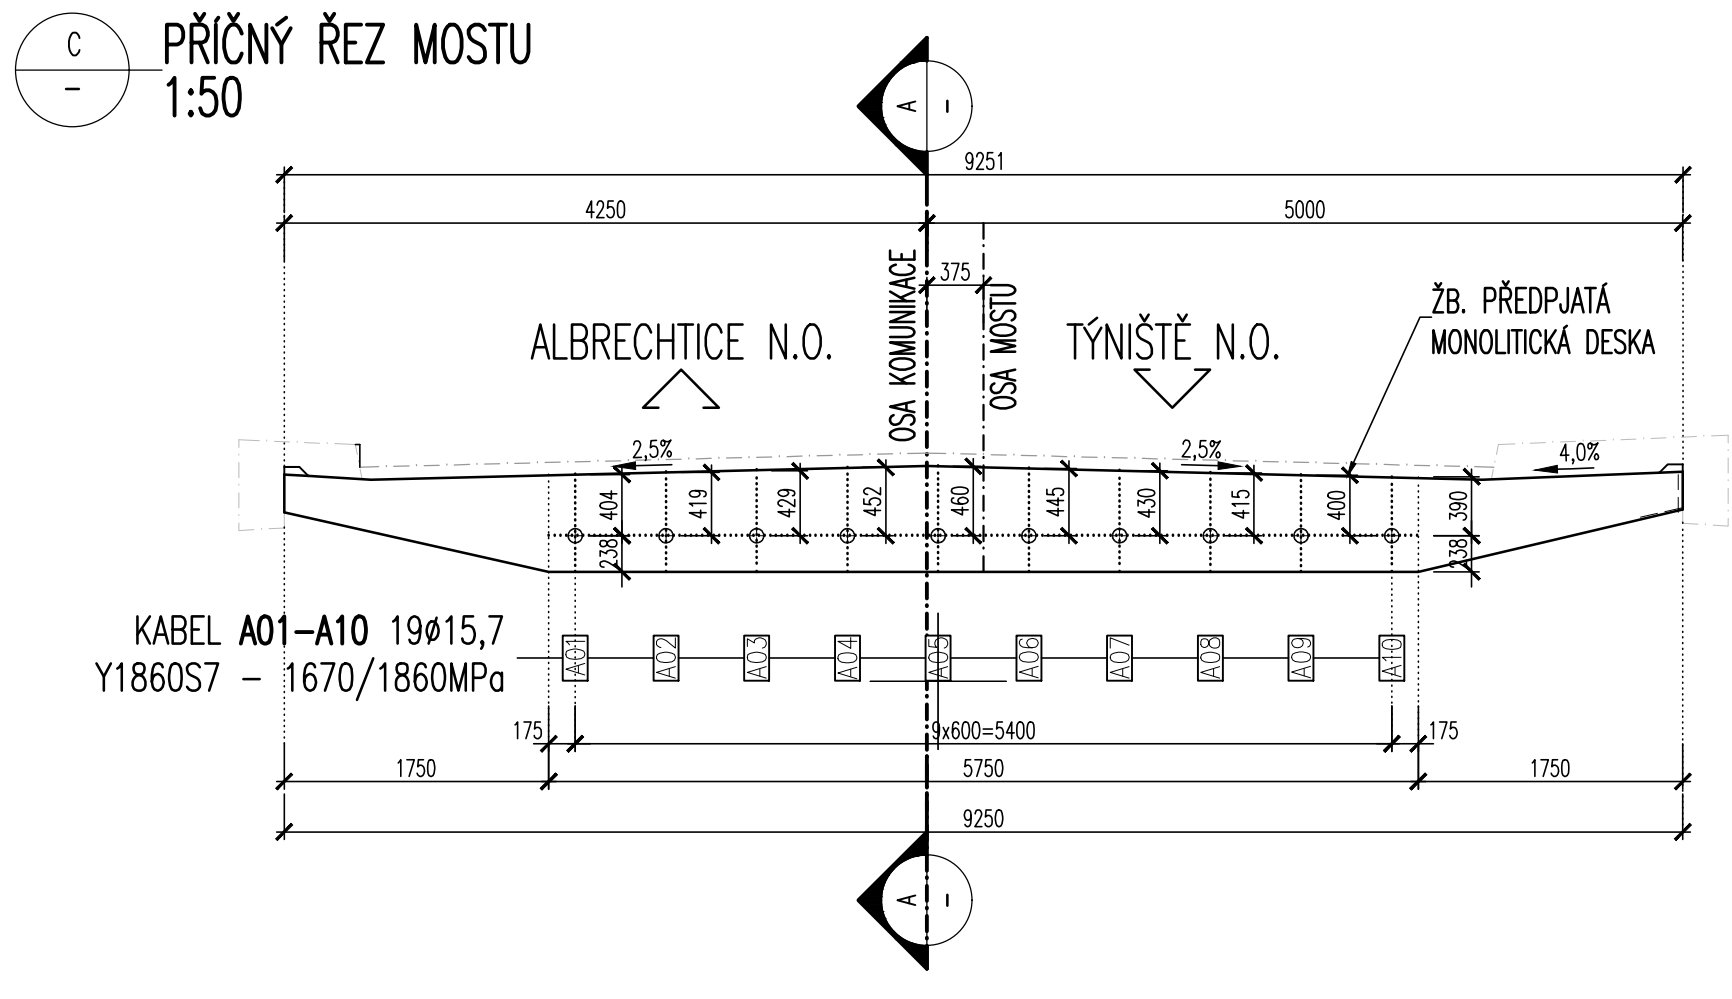 C
–
PŘÍČNÝ ŘEZ MOSTU
1:50
A
–
9251
4250
5000
375
OSA KOMUNIKACE
OSA MOSTU
ALBRECHTICE N.O.
TÝNIŠTĚ N.O.
ŽB. PŘEDPJATÁ
MONOLITICKÁ DESKA
2,5%
2,5%
4,0%
404
419
429
452
460
445
430
415
400
390
238
238
KABEL A01–A10 19ø15,7
Y1860S7 – 1670/1860MPa
A01
A02
A03
A04
A05
A06
A07
A08
A09
A10
175
9x600=5400
175
1750
5750
1750
9250
A
–